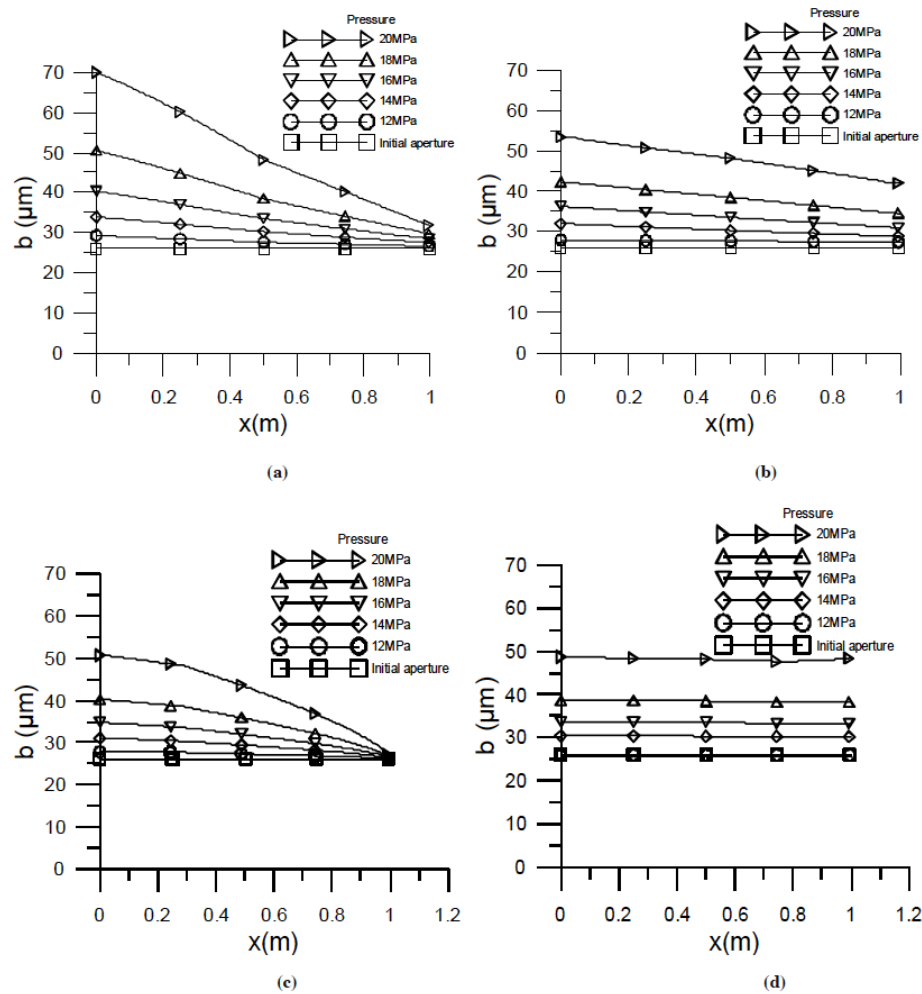 Pressure
20MPa
18MPa
16MPa
14MPa
12MPa
Initial aperture
b (µm)
70
60
50
40
30
20
10
0
0 0.2 0.4 0.6 0.8 1
x(m)
(a)
Pressure
20MPa
18MPa
16MPa
14MPa
12MPa
Initial aperture
b (µm)
70
60
50
40
30
20
10
0
0 0.2 0.4 0.6 0.8 1
x(m)
(b)
Pressure
20MPa
18MPa
16MPa
14MPa
12MPa
Initial aperture
b (µm)
70
60
50
40
30
20
10
0
0 0.2 0.4 0.6 0.8 1 1.2
x(m)
(c)
Pressure
20MPa
18MPa
16MPa
14MPa
12MPa
Initial aperture
b (µm)
70
60
50
40
30
20
10
0
0 0.2 0.4 0.6 0.8 1 1.2
x(m)
(d)